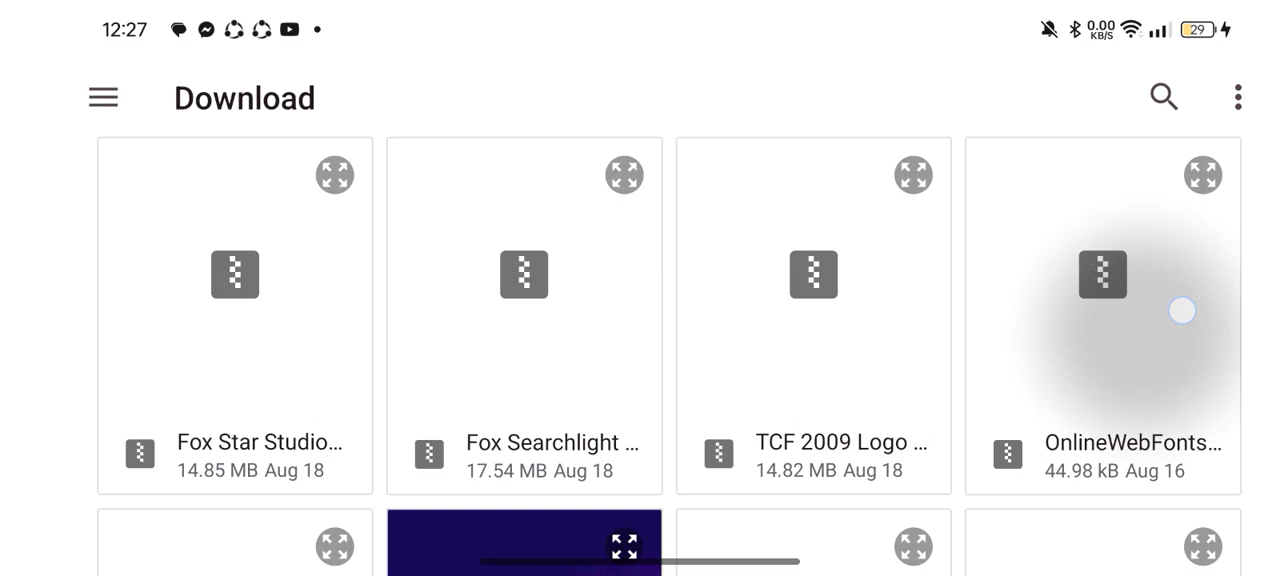 12:27
0.00 KB/S
29
Download
Fox Star Studio...
14.85 MB Aug 18
Fox Searchlight ...
17.54 MB Aug 18
TCF 2009 Logo ...
14.82 MB Aug 18
OnlineWebFonts...
44.98 kB Aug 16